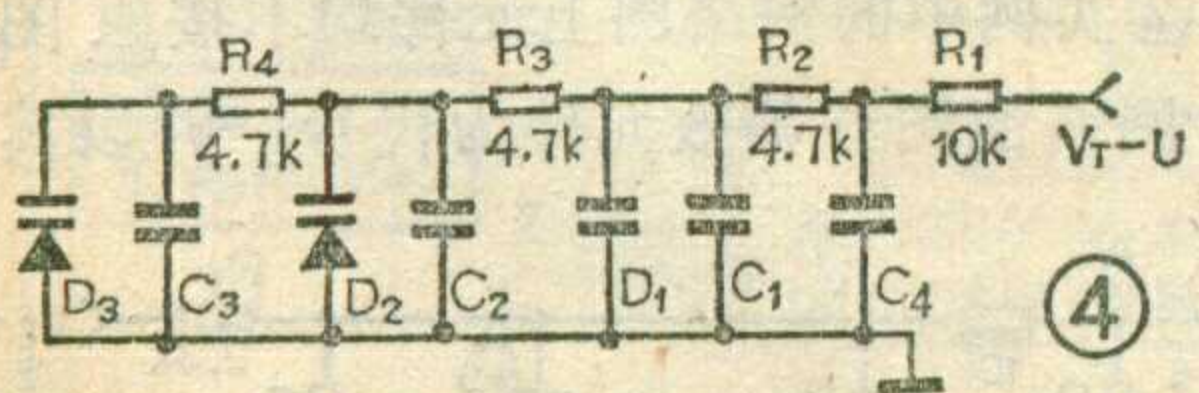 R4 R3 R2 R1
4.7k 4.7k 4.7k 10k VT-U
D3 C3 D2 C2 D1 C1 C4
④